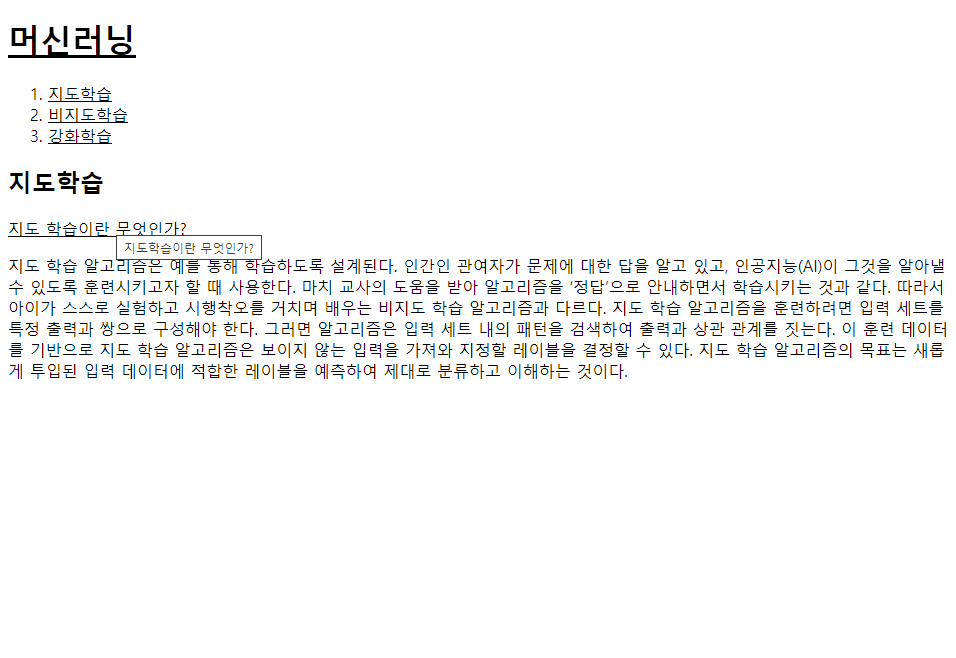 머신러닝
1. 지도학습
2. 비지도학습
3. 강화학습
지도학습
지도 학습이란 무엇인가?
지도학습이란 무엇인가?
지도 학습 알고리즘은 예를 통해 학습하도록 설계된다. 인간인 관여자가 문제에 대한 답을 알고 있고, 인공지능(AI)이 그것을 알아낼
수 있도록 훈련시키고자 할 때 사용한다. 마치 교사의 도움을 받아 알고리즘을 ‘정답’으로 안내하면서 학습시키는 것과 같다. 따라서
아이가 스스로 실험하고 시행착오를 거치며 배우는 비지도 학습 알고리즘과 다르다. 지도 학습 알고리즘을 훈련하려면 입력 세트를
특정 출력과 쌍으로 구성해야 한다. 그러면 알고리즘은 입력 세트 내의 패턴을 검색하여 출력과 상관 관계를 짓는다. 이 훈련 데이터
를 기반으로 지도 학습 알고리즘은 보이지 않는 입력을 가져와 지정할 레이블을 결정할 수 있다. 지도 학습 알고리즘의 목표는 새롭
게 투입된 입력 데이터에 적합한 레이블을 예측하여 제대로 분류하고 이해하는 것이다.